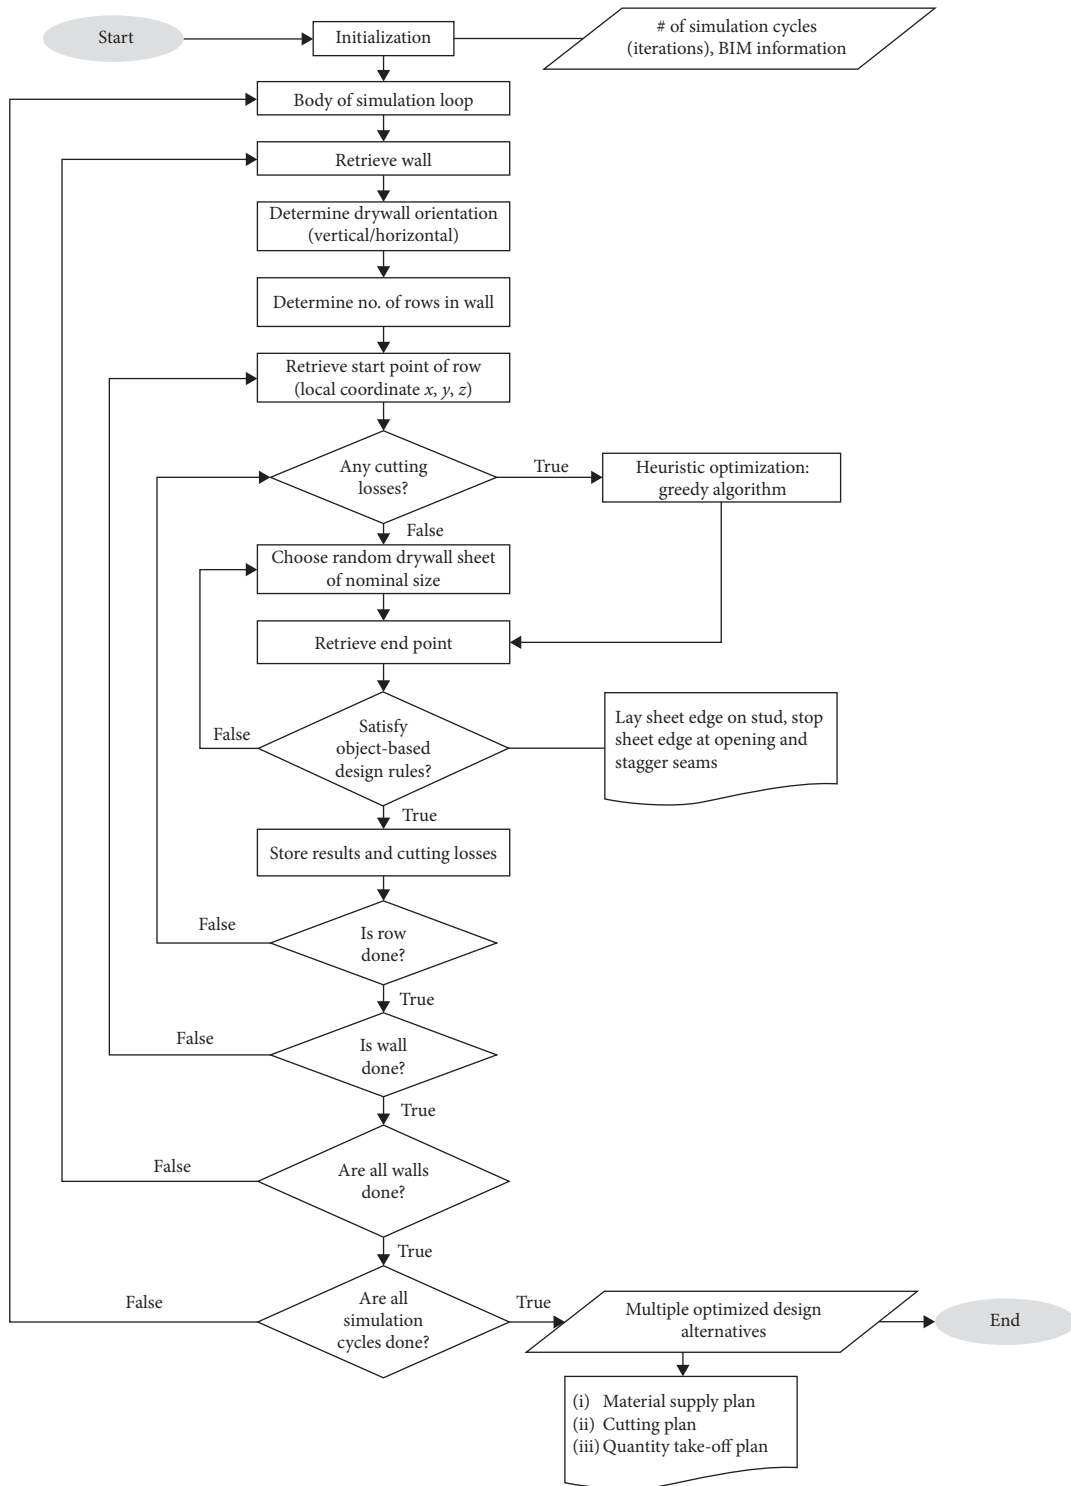 Start
Initialization
# of simulation cycles
(iterations), BIM information
Body of simulation loop
Retrieve wall
Determine drywall orientation
(vertical/horizontal)
Determine no. of rows in wall
Retrieve start point of row
(local coordinate x, y, z)
Any cutting
losses?
True
Heuristic optimization:
greedy algorithm
False
Choose random drywall sheet
of nominal size
Retrieve end point
Satisfy
object-based
design rules?
False
Lay sheet edge on stud, stop
sheet edge at opening and
stagger seams
True
Store results and cutting losses
Is row
done?
False
True
Is wall
done?
False
True
Are all walls
done?
False
True
Are all
simulation
cycles done?
False
True
Multiple optimized design
alternatives
End
(i) Material supply plan
(ii) Cutting plan
(iii) Quantity take-off plan